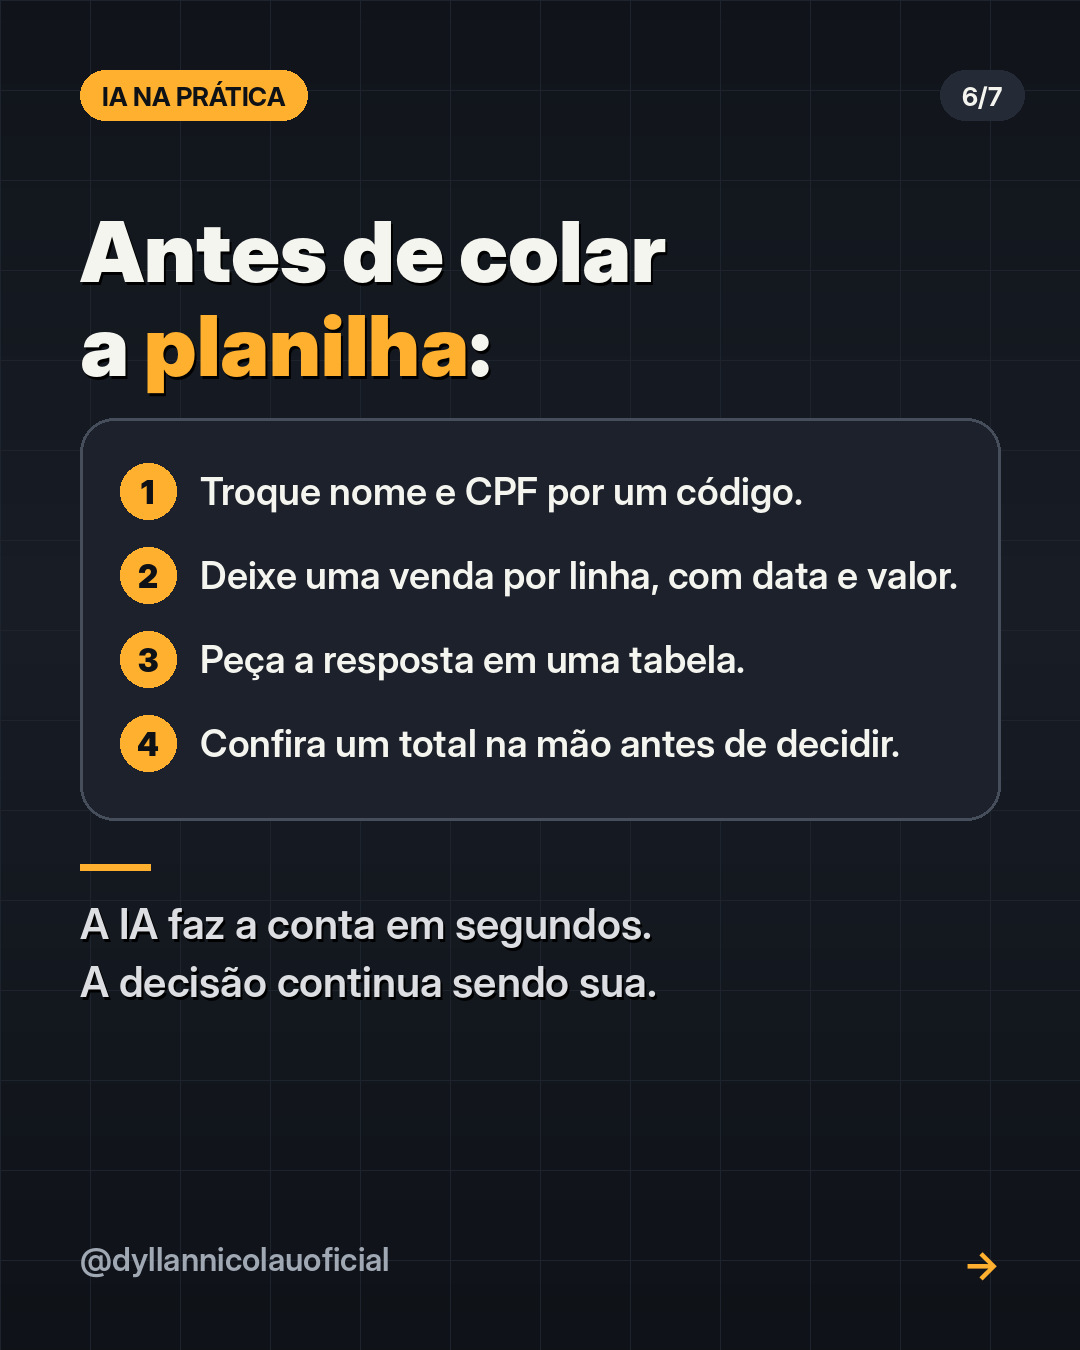 IA NA PRÁTICA
6/7
Antes de colar
a planilha:
1 Troque nome e CPF por um código.
2 Deixe uma venda por linha, com data e valor.
3 Peça a resposta em uma tabela.
4 Confira um total na mão antes de decidir.
A IA faz a conta em segundos.
A decisão continua sendo sua.
@dyllannicolauoficial
→